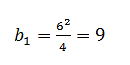 b₁ = 6²/4 = 9